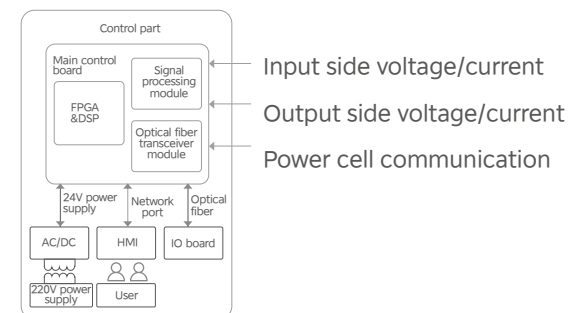 Control part
Main control
board
FPGA
&DSP
Signal
processing
module
Optical fiber
transceiver
module
Input side voltage/current
Output side voltage/current
Power cell communication
24V power
supply
Network
port
Optical
fiber
AC/DC
HMI
IO board
220V power
supply
User